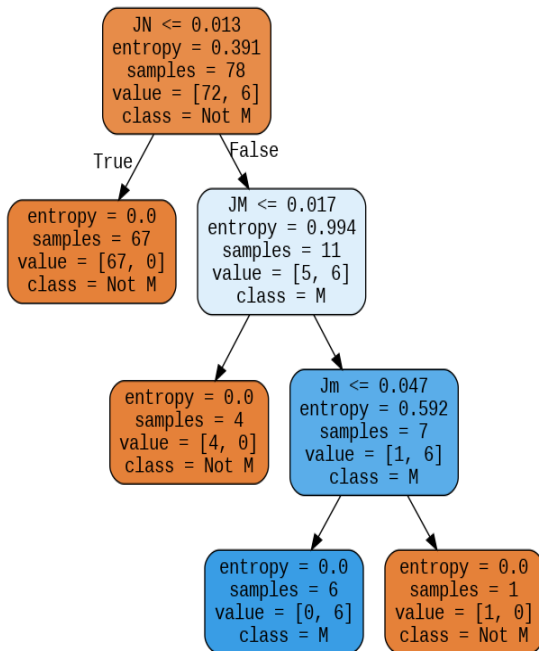 JN <= 0.013
entropy = 0.391
samples = 78
value = [72, 6]
class = Not M
True
False
entropy = 0.0
samples = 67
value = [67, 0]
class = Not M
JM <= 0.017
entropy = 0.994
samples = 11
value = [5, 6]
class = M
entropy = 0.0
samples = 4
value = [4, 0]
class = Not M
Jm <= 0.047
entropy = 0.592
samples = 7
value = [1, 6]
class = M
entropy = 0.0
samples = 6
value = [0, 6]
class = M
entropy = 0.0
samples = 1
value = [1, 0]
class = Not M